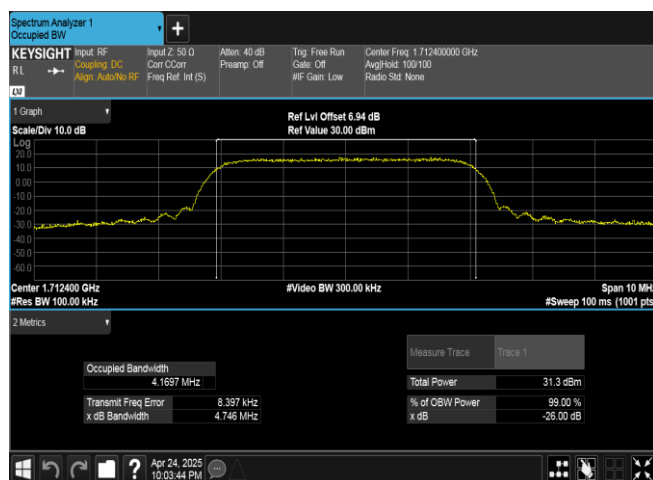 Spectrum Analyzer 1
Occupied BW
KEYSIGHT Input: RF Input Z: 50 Ω Atten: 40 dB Trig: Free Run Center Freq: 1.712400000 GHz
R L Coupling: DC Corr CCorr Preamp: Off Gate: Off Avg|Hold: 100/100
Align: Auto/No RF Freq Ref: Int (S) #IF Gain: Low Radio Std: None
LXI
1 Graph
Ref Lvl Offset 6.94 dB
Scale/Div 10.0 dB Ref Value 30.00 dBm
Log
20.0
10.0
0.00
-10.0
-20.0
-30.0
-40.0
-50.0
-60.0
Center 1.712400 GHz #Video BW 300.00 kHz Span 10 MH
#Res BW 100.00 kHz #Sweep 100 ms (1001 pts
2 Metrics
Measure Trace Trace 1
Occupied Bandwidth
4.1697 MHz
Total Power 31.3 dBm
Transmit Freq Error 8.397 kHz % of OBW Power 99.00 %
x dB Bandwidth 4.746 MHz x dB -26.00 dB
? Apr 24, 2025
10:03:44 PM